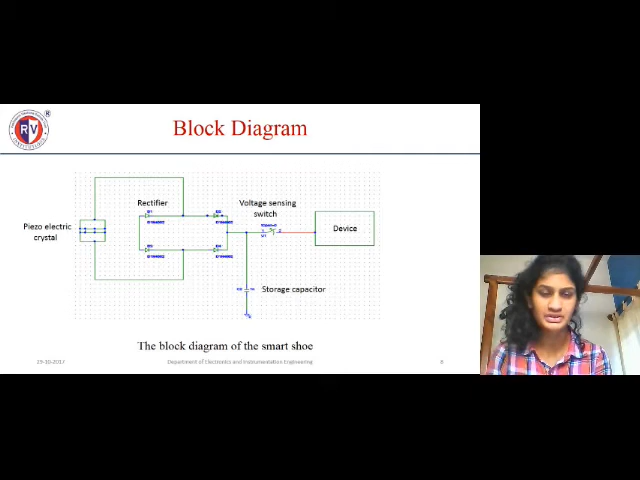 RV
Block Diagram
Rectifier
Voltage sensing
switch
Piezo electric
crystal
Device
Storage capacitor
The block diagram of the smart shoe
Department of Electronics and Instrumentation Engineering